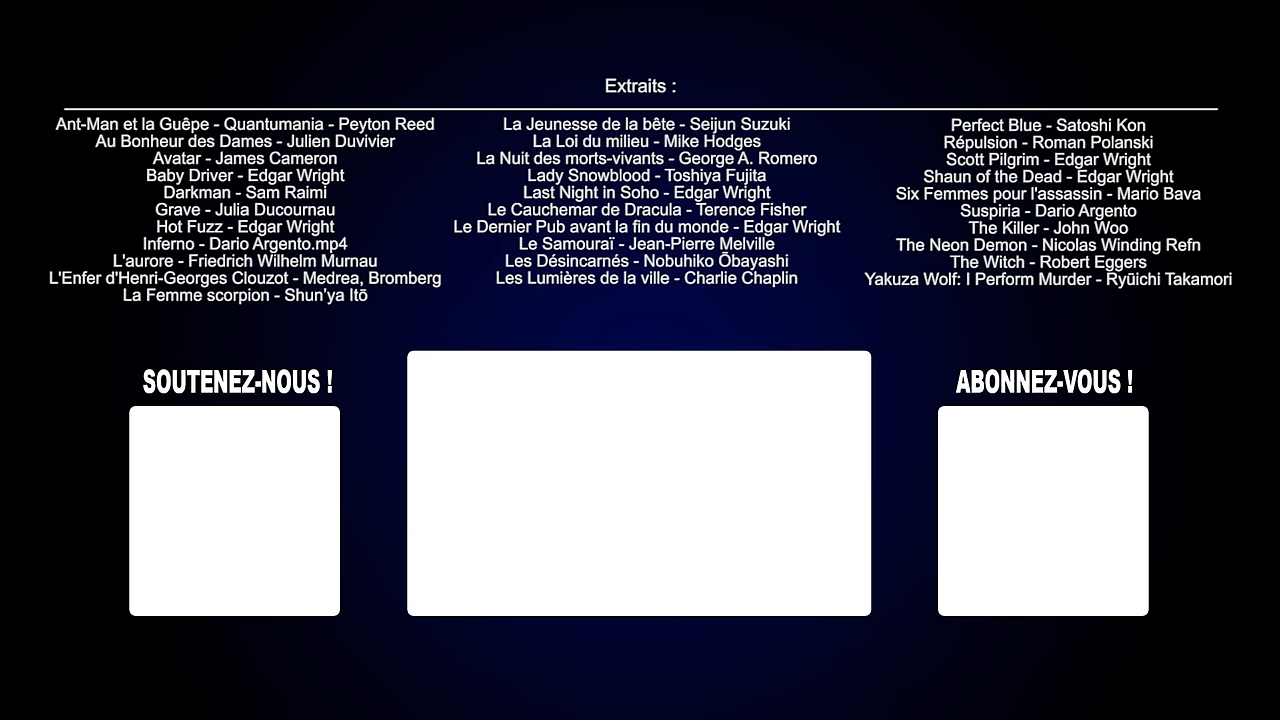 Extraits :
Ant-Man et la Guêpe - Quantumania - Peyton Reed
Au Bonheur des Dames - Julien Duvivier
Avatar - James Cameron
Baby Driver - Edgar Wright
Darkman - Sam Raimi
Grave - Julia Ducournau
Hot Fuzz - Edgar Wright
Inferno - Dario Argento.mp4
L'aurore - Friedrich Wilhelm Murnau
L'Enfer d'Henri-Georges Clouzot - Medrea, Bromberg
La Femme scorpion - Shun'ya Itō
La Jeunesse de la bête - Seijun Suzuki
La Loi du milieu - Mike Hodges
La Nuit des morts-vivants - George A. Romero
Lady Snowblood - Toshiya Fujita
Last Night in Soho - Edgar Wright
Le Cauchemar de Dracula - Terence Fisher
Le Dernier Pub avant la fin du monde - Edgar Wright
Le Samouraï - Jean-Pierre Melville
Les Désincarnés - Nobuhiko Ōbayashi
Les Lumières de la ville - Charlie Chaplin
Perfect Blue - Satoshi Kon
Répulsion - Roman Polanski
Scott Pilgrim - Edgar Wright
Shaun of the Dead - Edgar Wright
Six Femmes pour l'assassin - Mario Bava
Suspiria - Dario Argento
The Killer - John Woo
The Neon Demon - Nicolas Winding Refn
The Witch - Robert Eggers
Yakuza Wolf: I Perform Murder - Ryūichi Takamori
SOUTENEZ-NOUS !
ABONNEZ-VOUS !